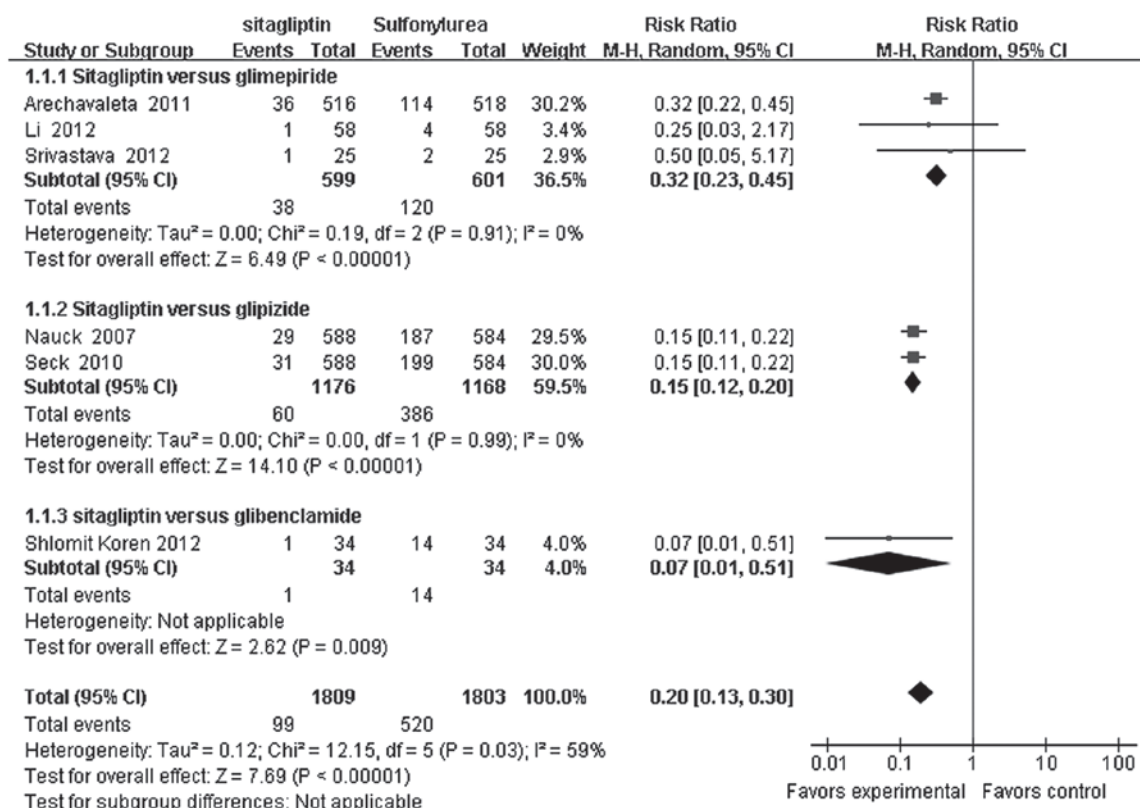 sitagliptin Sulfonylurea Risk Ratio Risk Ratio
Study or Subgroup Events Total Events Total Weight M-H, Random, 95% CI M-H, Random, 95% CI
1.1.1 Sitagliptin versus glimepiride
Arechavaleta 2011 36 516 114 518 30.2% 0.32 [0.22, 0.45]
Li 2012 1 58 4 58 3.4% 0.25 [0.03, 2.17]
Srivastava 2012 1 25 2 25 2.9% 0.50 [0.05, 5.17]
Subtotal (95% CI) 599 601 36.5% 0.32 [0.23, 0.45]
Total events 38 120
Heterogeneity: Tau² = 0.00; Chi² = 0.19, df = 2 (P = 0.91); I² = 0%
Test for overall effect: Z = 6.49 (P < 0.00001)
1.1.2 Sitagliptin versus glipizide
Nauck 2007 29 588 187 584 29.5% 0.15 [0.11, 0.22]
Seck 2010 31 588 199 584 30.0% 0.15 [0.11, 0.22]
Subtotal (95% CI) 1176 1168 59.5% 0.15 [0.12, 0.20]
Total events 60 386
Heterogeneity: Tau² = 0.00; Chi² = 0.00, df = 1 (P = 0.99); I² = 0%
Test for overall effect: Z = 14.10 (P < 0.00001)
1.1.3 sitagliptin versus glibenclamide
Shlomit Koren 2012 1 34 14 34 4.0% 0.07 [0.01, 0.51]
Subtotal (95% CI) 34 34 4.0% 0.07 [0.01, 0.51]
Total events 1 14
Heterogeneity: Not applicable
Test for overall effect: Z = 2.62 (P = 0.009)
Total (95% CI) 1809 1803 100.0% 0.20 [0.13, 0.30]
Total events 99 520
Heterogeneity: Tau² = 0.12; Chi² = 12.15, df = 5 (P = 0.03); I² = 59%
Test for overall effect: Z = 7.69 (P < 0.00001)
Test for subgroup differences: Not applicable
0.01 0.1 1 10 100
Favors experimental Favors control